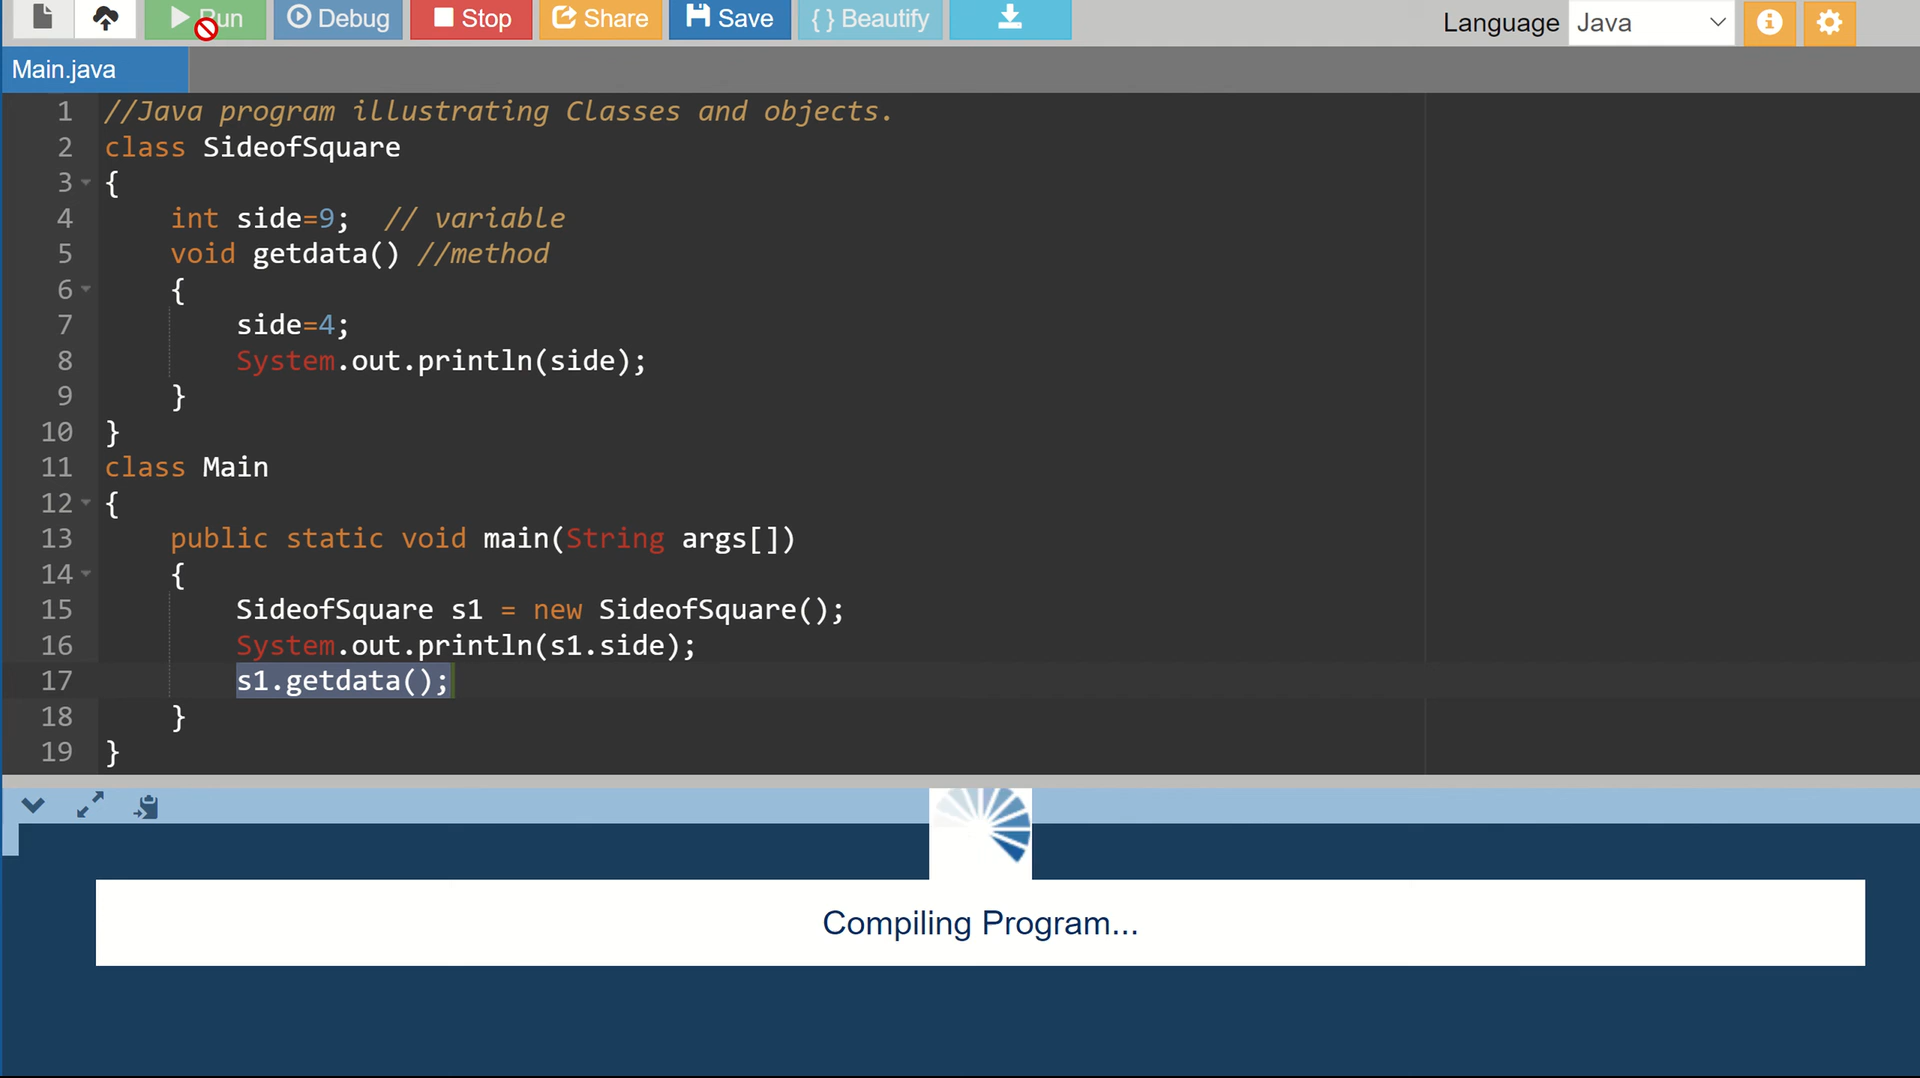 Run Debug Stop Share Save { } Beautify Language Java
Main.java
1 //Java program illustrating Classes and objects.
2 class SideofSquare
3 {
4 int side=9; // variable
5 void getdata() //method
6 {
7 side=4;
8 System.out.println(side);
9 }
10 }
11 class Main
12 {
13 public static void main(String args[])
14 {
15 SideofSquare s1 = new SideofSquare();
16 System.out.println(s1.side);
17 s1.getdata();
18 }
19 }
Compiling Program...